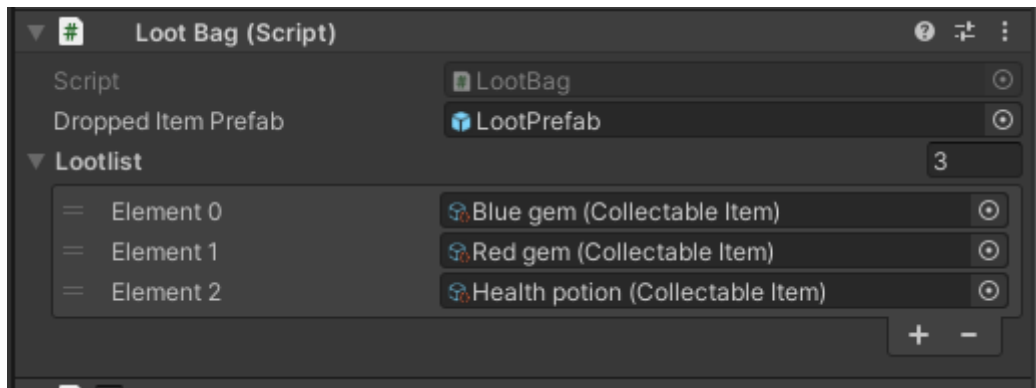 # Loot Bag (Script)
Script # LootBag
Dropped Item Prefab LootPrefab
Lootlist 3
Element 0 Blue gem (Collectable Item)
Element 1 Red gem (Collectable Item)
Element 2 Health potion (Collectable Item)
+ -